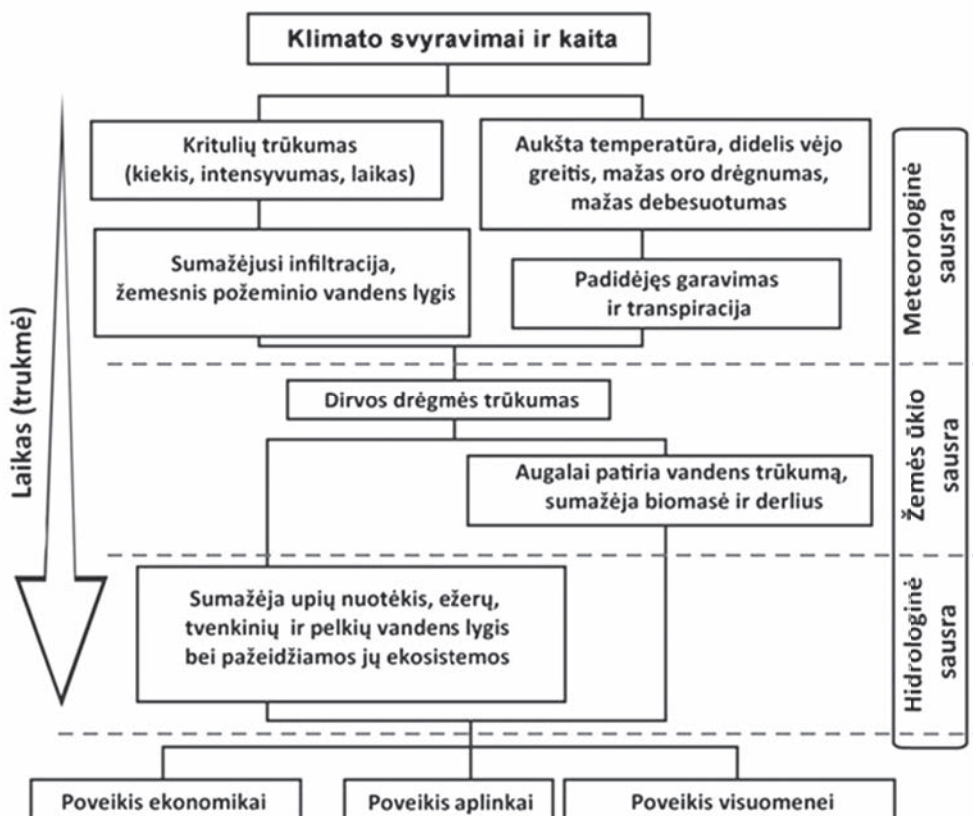 Klimato svyravimai ir kaita
Kritulių trūkumas
(kiekis, intensyvumas, laikas)
Aukšta temperatūra, didelis vėjo
greitis, mažas oro drėgnumas,
mažas debesuotumas
Sumažėjusi infiltracija,
žemesnis požeminio vandens lygis
Padidėjęs garavimas
ir transpiracija
Meteorologinė
sausra
Laikas (trukmė)
Dirvos drėgmės trūkumas
Augalai patiria vandens trūkumą,
sumažėja biomasė ir derlius
Žemės ūkio
sausra
Sumažėja upių nuotėkis, ežerų,
tvenkinių ir pelkių vandens lygis
bei pažeidžiamos jų ekosistemos
Hidrologinė
sausra
Poveikis ekonomikai
Poveikis aplinkai
Poveikis visuomenei